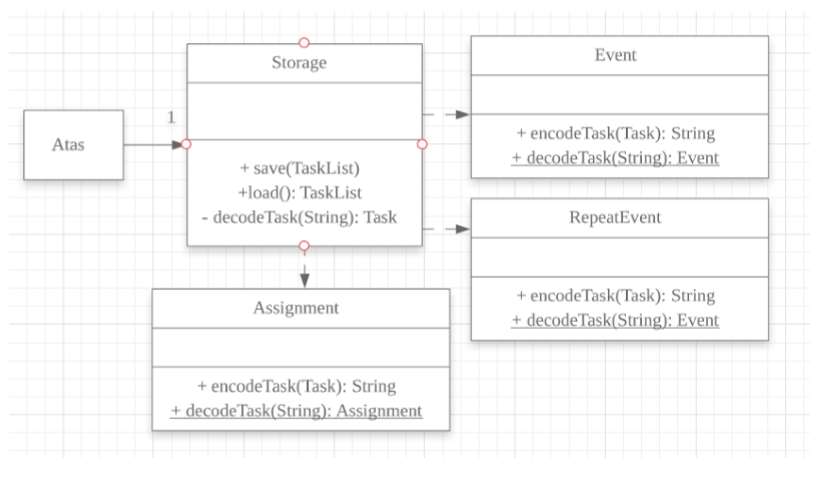 Atas
1
Storage
+ save(TaskList)
+load(): TaskList
- decodeTask(String): Task
Event
+ encodeTask(Task): String
+ decodeTask(String): Event
RepeatEvent
+ encodeTask(Task): String
+ decodeTask(String): Event
Assignment
+ encodeTask(Task): String
+ decodeTask(String): Assignment